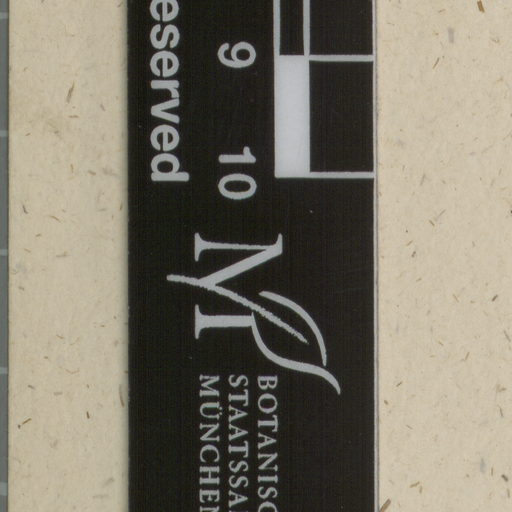 eserved
9 10
M
BOTANISC
STAATSSA
MÜNCHEN